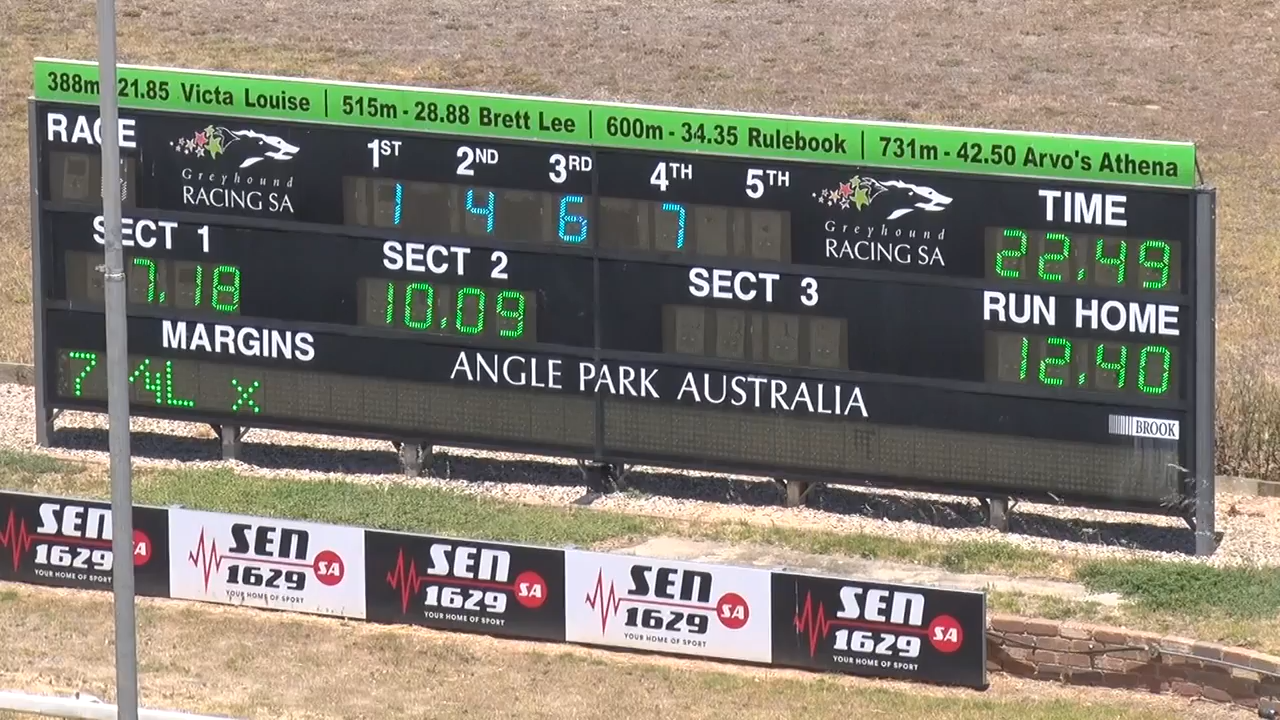 388m 21.85 Victa Louise | 515m - 28.88 Brett Lee | 600m - 34.35 Rulebook | 731m - 42.50 Arvo's Athena
RACE
Greyhound
RACING SA
1ST 2ND 3RD 4TH 5TH
1 4 6 7
Greyhound
RACING SA
TIME
22.49
SECT 1
7.18
SECT 2
10.09
SECT 3
RUN HOME
12.40
MARGINS
7 4L x
ANGLE PARK AUSTRALIA
BROOK
SEN
1629 SA
YOUR HOME OF SPORT
SEN
1629 SA
YOUR HOME OF SPORT
SEN
1629 SA
YOUR HOME OF SPORT
SEN
1629 SA
YOUR HOME OF SPORT
SEN
1629 SA
YOUR HOME OF SPORT